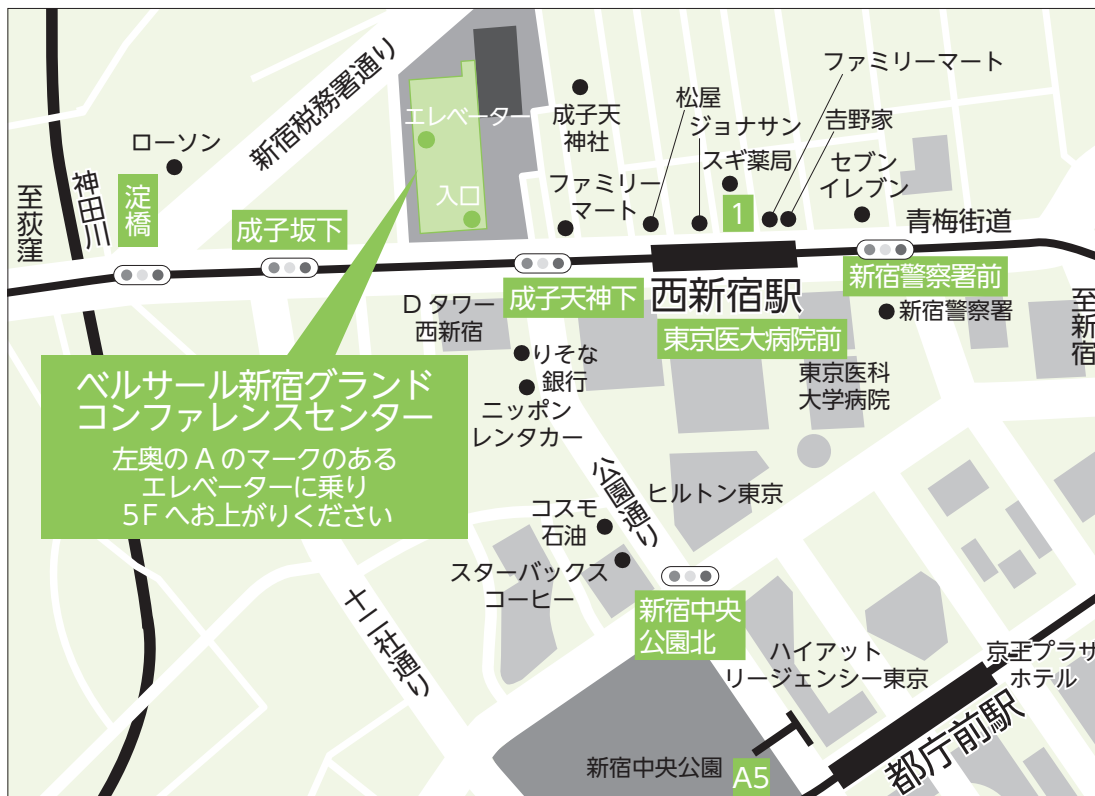 ファミリーマート
新宿税務署通り
松屋
成子天
神社
エレベーター
ジョナサン
吉野家
ローソン
スギ薬局
セブン
イレブン
ファミリー
マート
至荻窪
神田川
淀橋
入口
1
成子坂下
青梅街道
成子天神下
西新宿駅
新宿警察署前
至新宿
Dタワー
西新宿
新宿警察署
東京医大病院前
りそな
銀行
東京医科
大学病院
ベルサール新宿グランド
コンファレンスセンター
左奥の A のマークのある
エレベーターに乗り
5F へお上がりください
ニッポン
レンタカー
公園通り
ヒルトン東京
コスモ
石油
スターバックス
コーヒー
十二社通り
新宿中央
公園北
ハイアット
リージェンシー東京
京王プラザ
ホテル
都庁前駅
新宿中央公園
A5